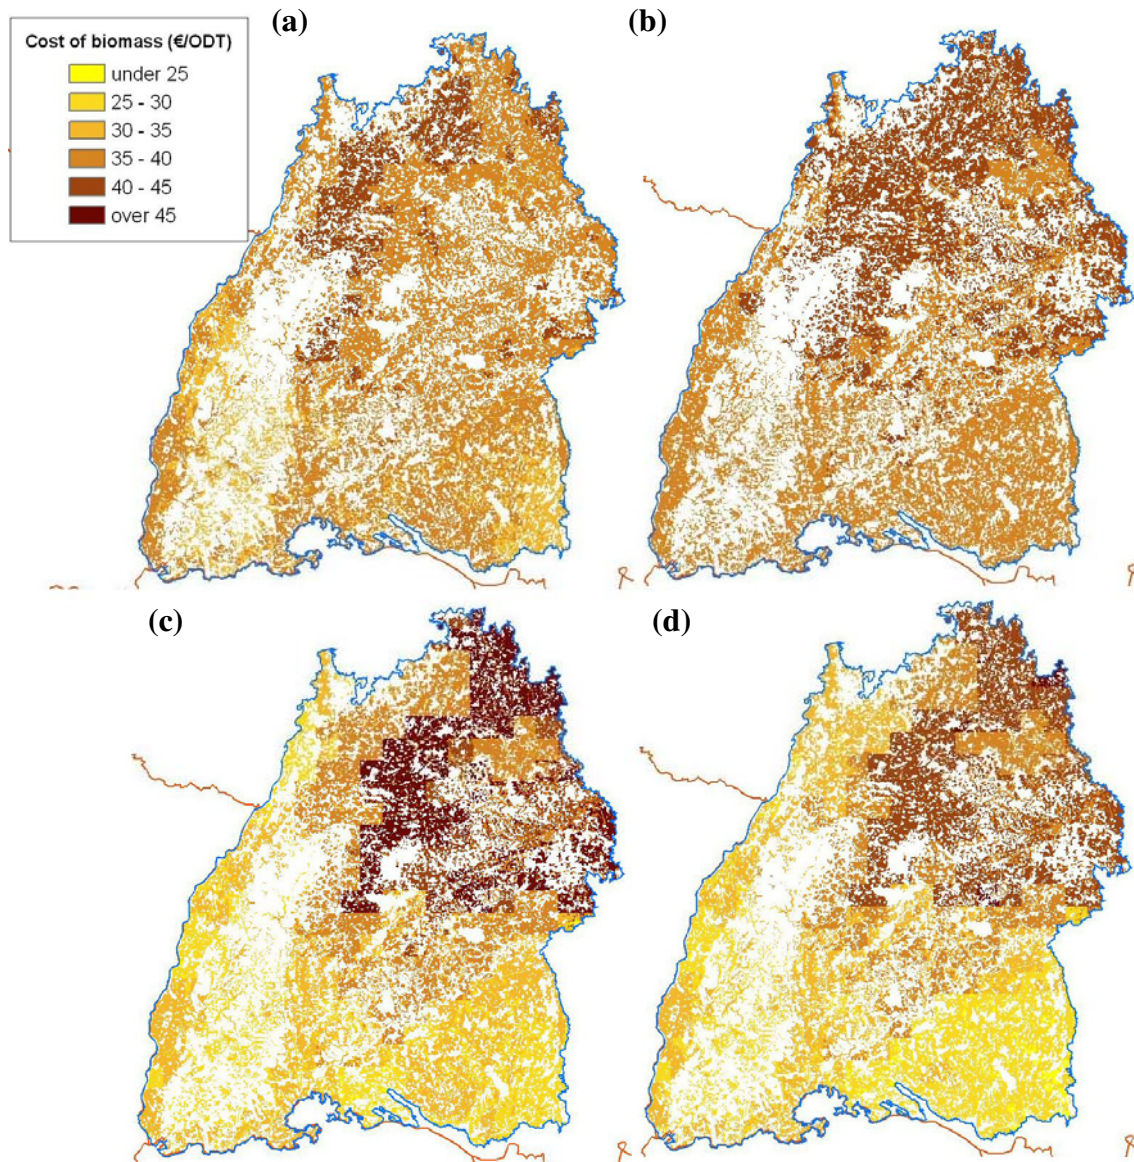 (a)
(b)
Cost of biomass (€/ODT)
under 25
25 - 30
30 - 35
35 - 40
40 - 45
over 45
(c)
(d)